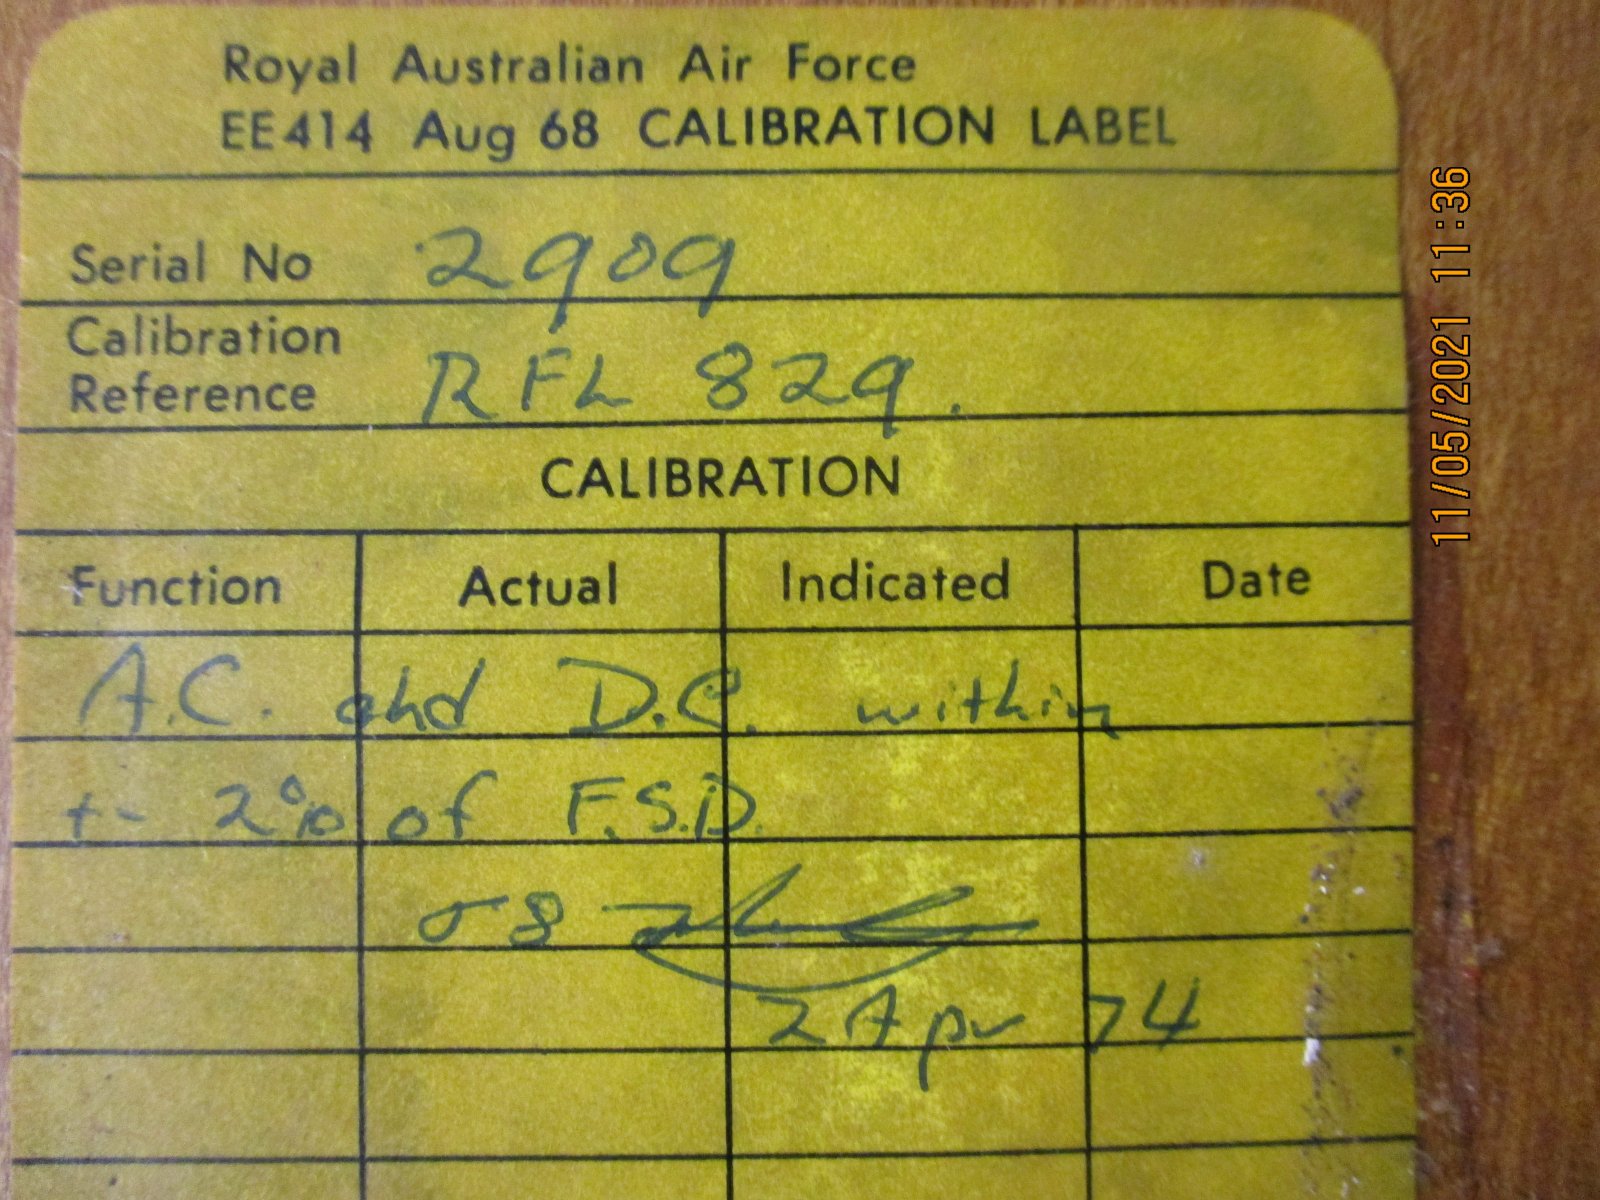 Royal Australian Air Force
EE414 Aug 68 CALIBRATION LABEL
Serial No 2909
Calibration
Reference RFL 829.
CALIBRATION
Function Actual Indicated Date
A.C. and D.C. within
+- 2% of F.S.D.
2 Apr 74
11/05/2021 11:36